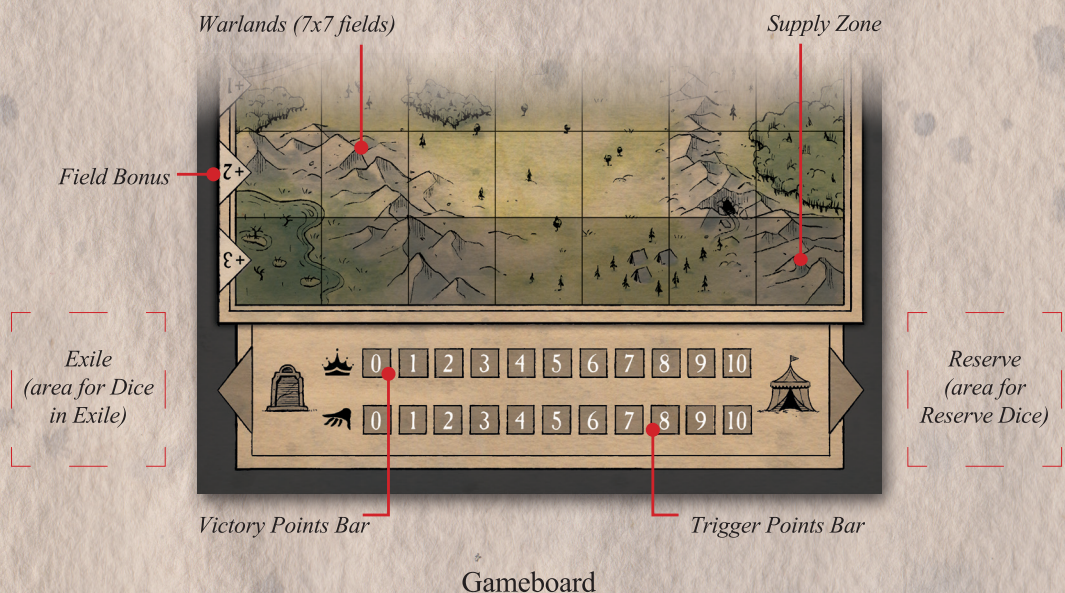 Warlands (7x7 fields)
Supply Zone
+1
Field Bonus
+2
+3
Exile
(area for Dice
in Exile)
0 1 2 3 4 5 6 7 8 9 10
0 1 2 3 4 5 6 7 8 9 10
Reserve
(area for
Reserve Dice)
Victory Points Bar
Trigger Points Bar
Gameboard